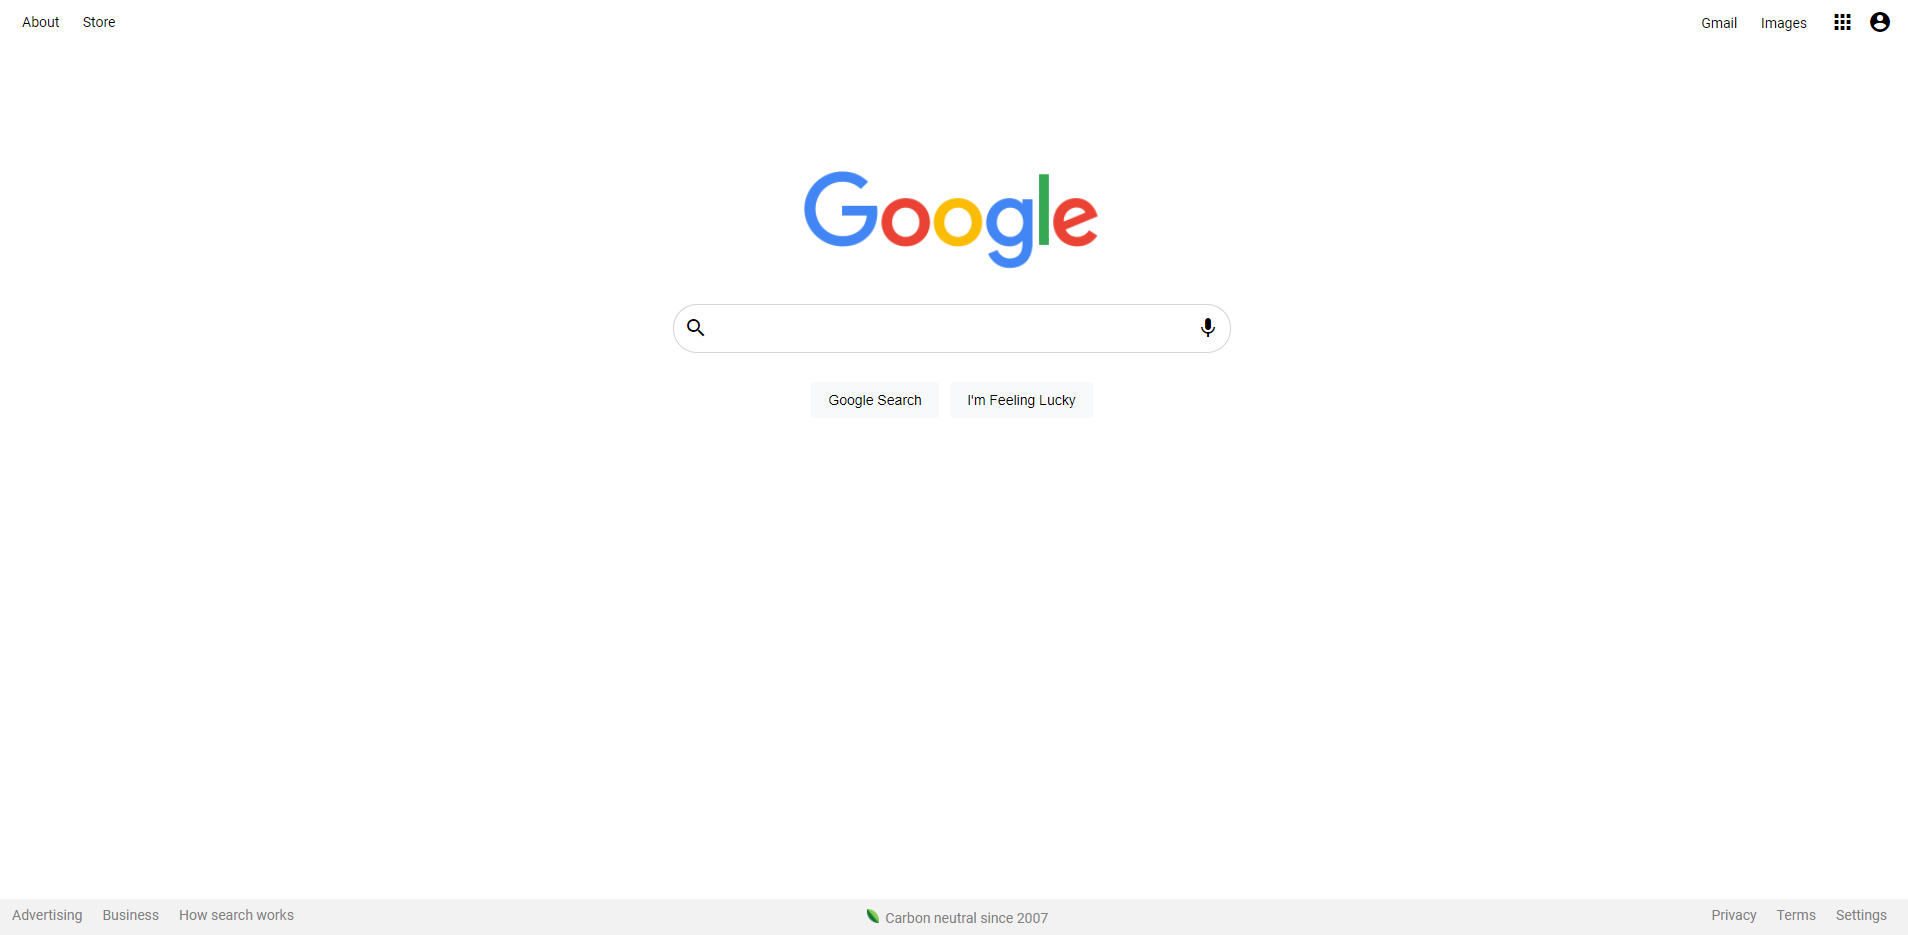 About Store Gmail Images
Google
Google Search I'm Feeling Lucky
Advertising Business How search works Carbon neutral since 2007 Privacy Terms Settings